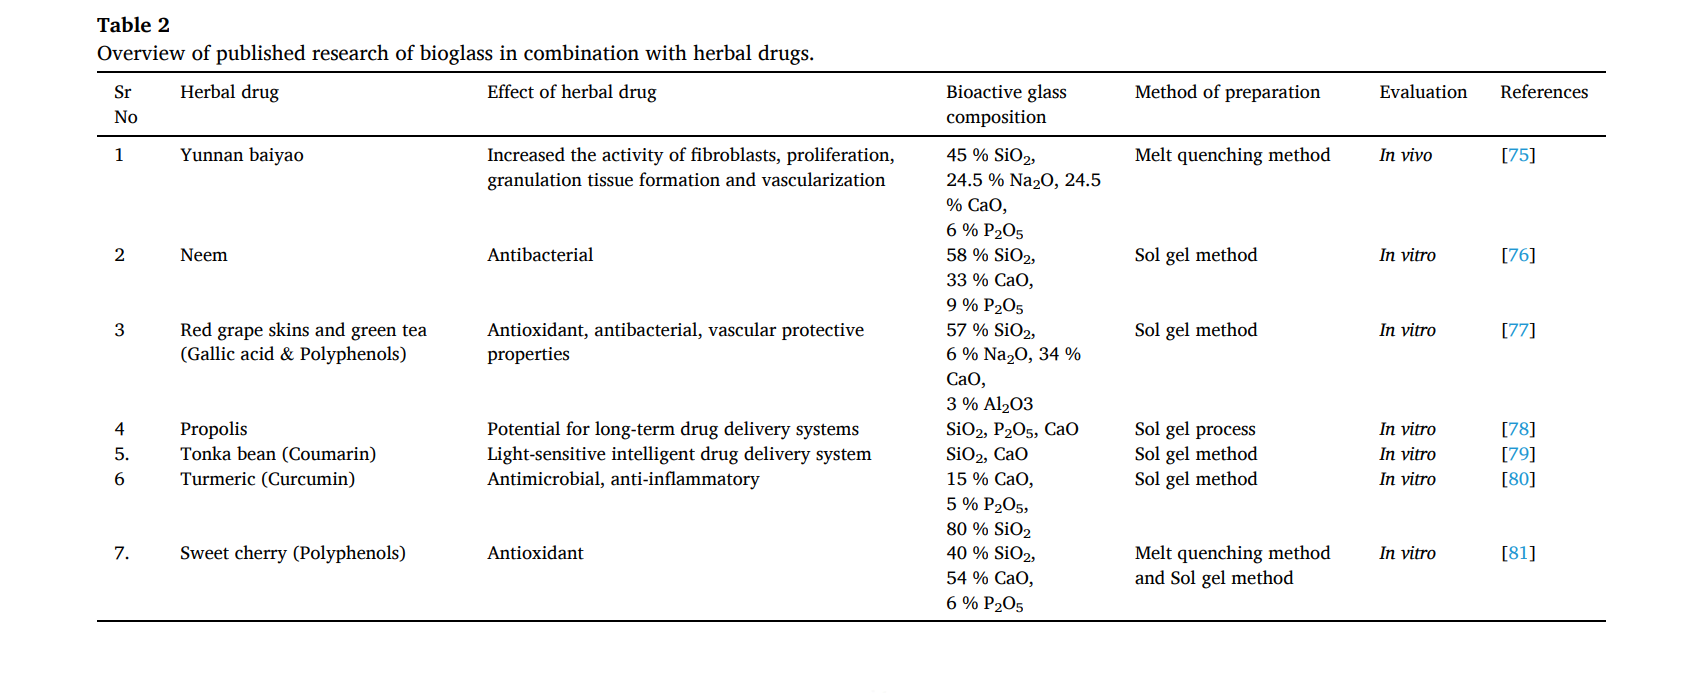 Table 2
Overview of published research of bioglass in combination with herbal drugs.
Sr No Herbal drug Effect of herbal drug Bioactive glass composition Method of preparation Evaluation References
1 Yunnan baiyao Increased the activity of fibroblasts, proliferation, 45 % SiO₂, Melt quenching method In vivo [75]
granulation tissue formation and vascularization 24.5 % Na₂O, 24.5
% CaO,
6 % P₂O₅
2 Neem Antibacterial 58 % SiO₂, Sol gel method In vitro [76]
33 % CaO,
9 % P₂O₅
3 Red grape skins and green tea Antioxidant, antibacterial, vascular protective 57 % SiO₂, Sol gel method In vitro [77]
(Gallic acid & Polyphenols) properties 6 % Na₂O, 34 %
CaO,
3 % Al₂O3
4 Propolis Potential for long-term drug delivery systems SiO₂, P₂O₅, CaO Sol gel process In vitro [78]
5. Tonka bean (Coumarin) Light-sensitive intelligent drug delivery system SiO₂, CaO Sol gel method In vitro [79]
6 Turmeric (Curcumin) Antimicrobial, anti-inflammatory 15 % CaO, Sol gel method In vitro [80]
5 % P₂O₅,
80 % SiO₂
7. Sweet cherry (Polyphenols) Antioxidant 40 % SiO₂, Melt quenching method In vitro [81]
54 % CaO, and Sol gel method
6 % P₂O₅